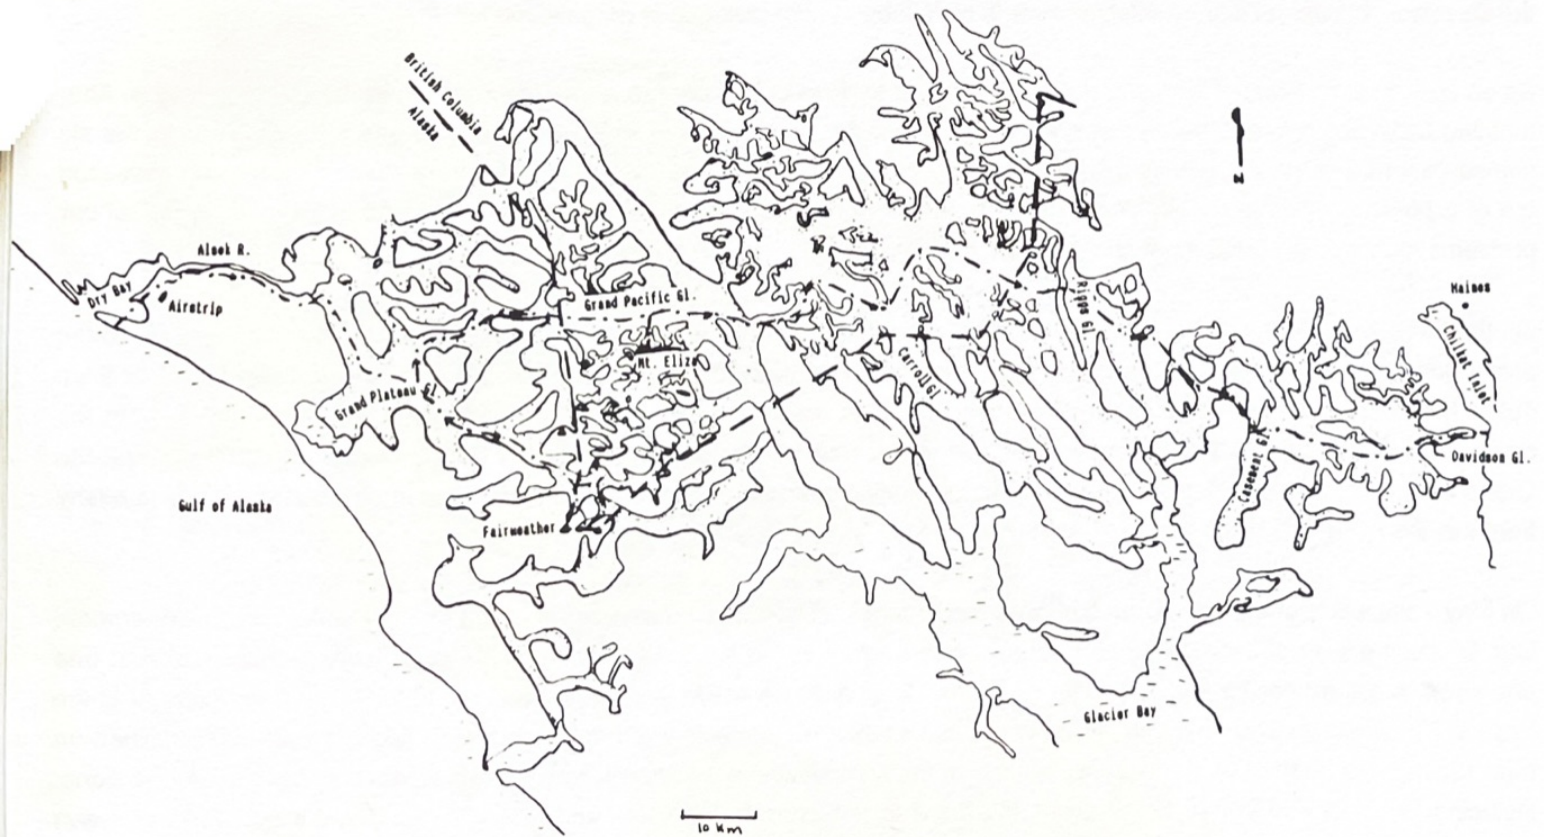 British Columbia
Alaska
N
Alsek R.
Dry Bay
Airstrip
Grand Pacific Gl.
Riggs Gl.
Haines
Chilkat Inlet
Mt. Eliza
Carroll Gl
Grand Plateau Gl.
Casement Gl.
Davidson Gl.
Gulf of Alaska
Fairweather
Glacier Bay
10 Km